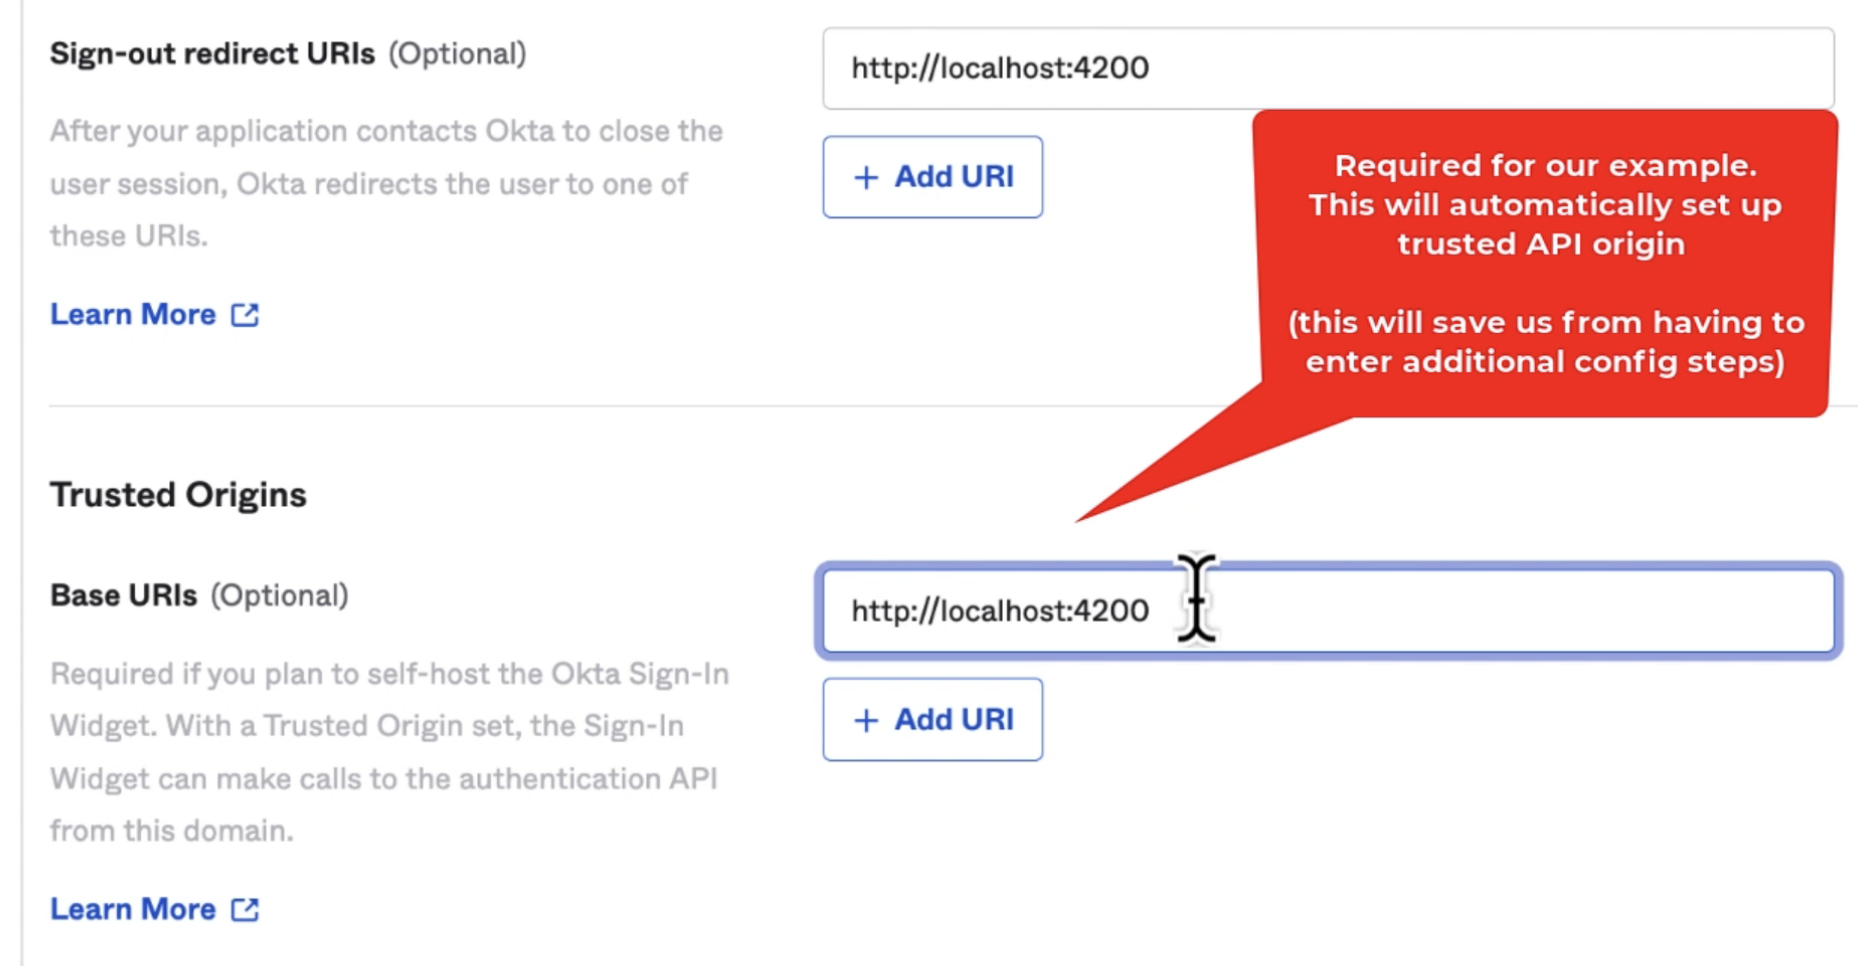 Sign-out redirect URIs (Optional)
http://localhost:4200
After your application contacts Okta to close the
user session, Okta redirects the user to one of
these URIs.
+ Add URI
Learn More
Required for our example.
This will automatically set up
trusted API origin
(this will save us from having to
enter additional config steps)
Trusted Origins
Base URIs (Optional)
http://localhost:4200
Required if you plan to self-host the Okta Sign-In
Widget. With a Trusted Origin set, the Sign-In
Widget can make calls to the authentication API
from this domain.
+ Add URI
Learn More